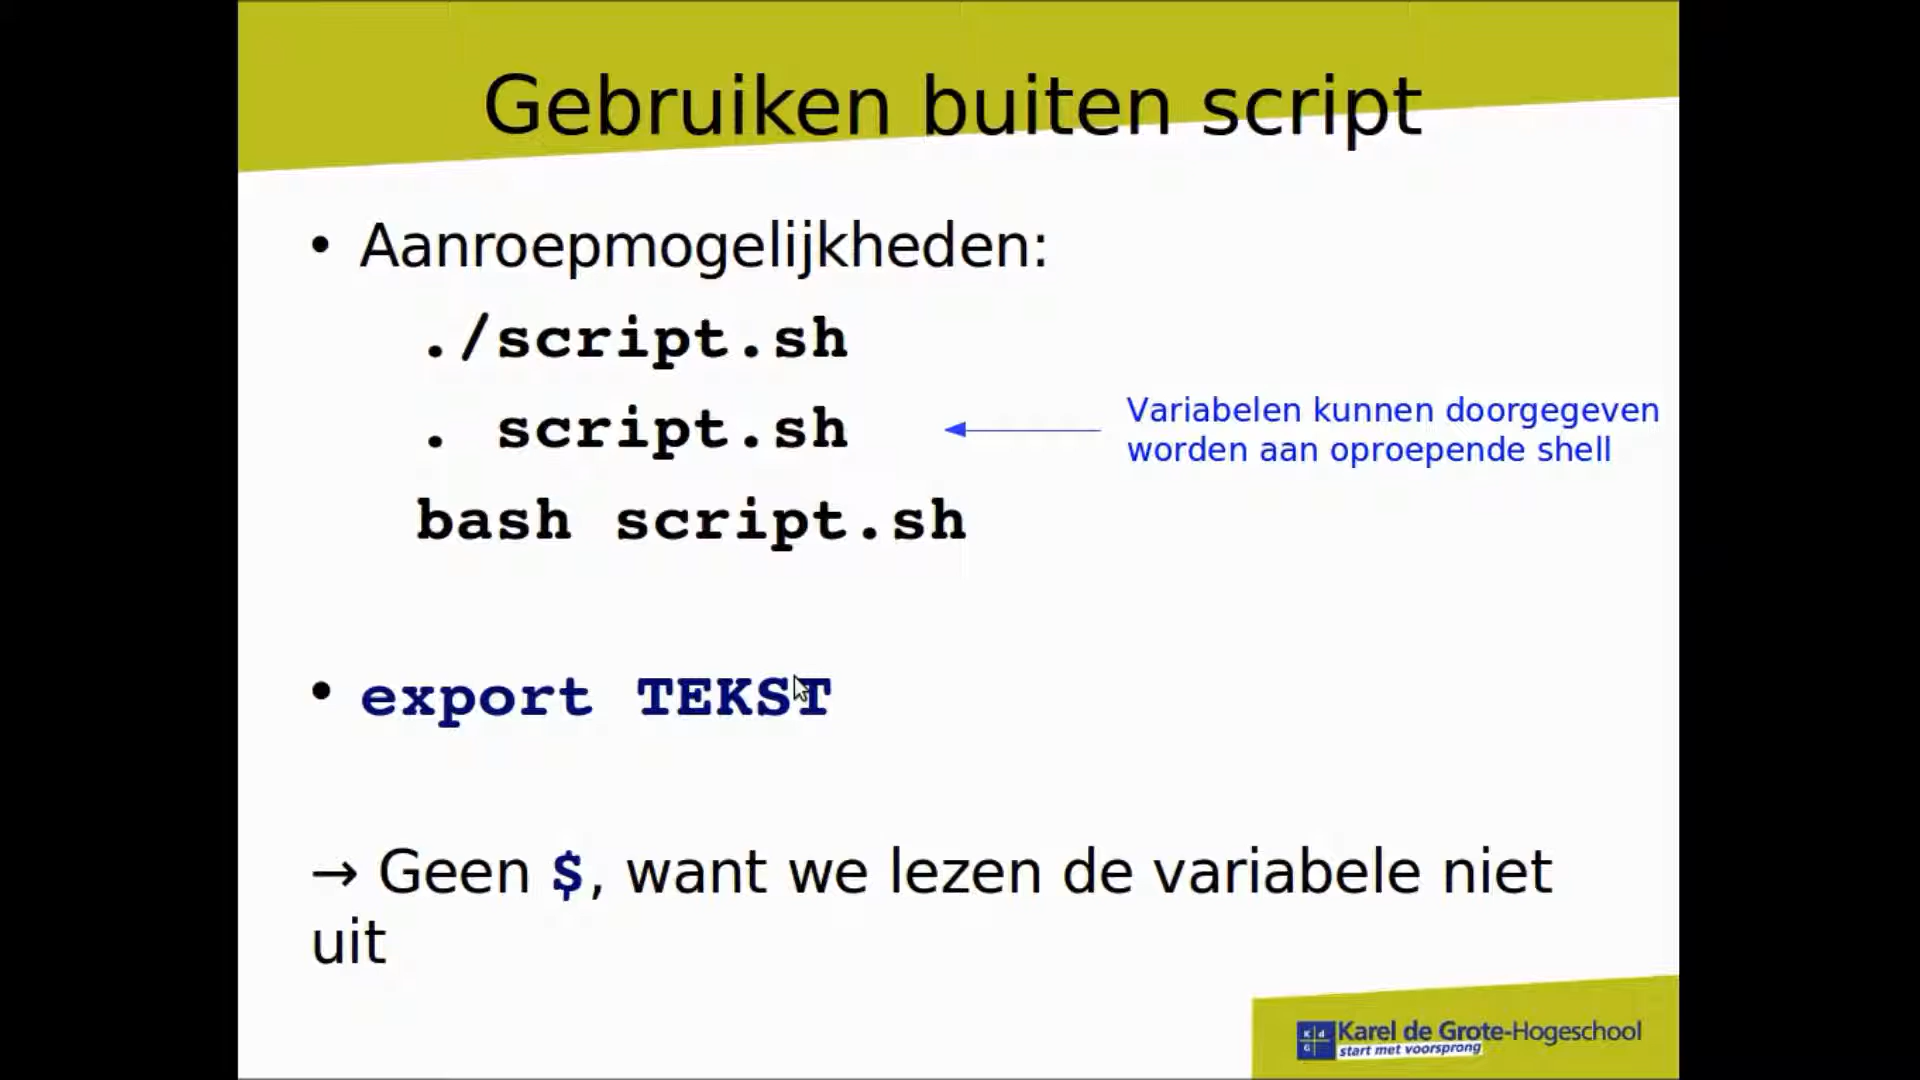 Gebruiken buiten script
• Aanroepmogelijkheden:
./script.sh
. script.sh
Variabelen kunnen doorgegeven
worden aan oproepende shell
bash script.sh
• export TEKST
→ Geen $, want we lezen de variabele niet
uit
K d G
Karel de Grote-Hogeschool
start met voorsprong